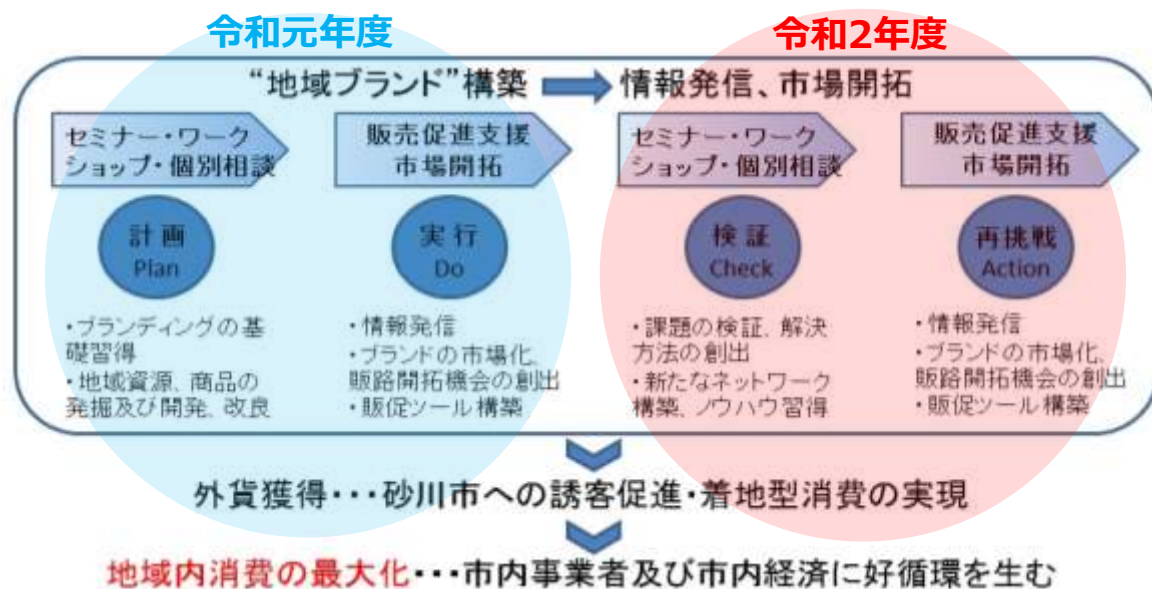 令和元年度
令和2年度
“地域ブランド”構築
情報発信、市場開拓
セミナー・ワーク
ショップ・個別相談
販売促進支援
市場開拓
セミナー・ワーク
ショップ・個別相談
販売促進支援
市場開拓
計画
Plan
実行
Do
検証
Check
再挑戦
Action
・ブランディングの基
礎習得
・地域資源、商品の
発掘及び開発、改良
・情報発信
・ブランドの市場化、
販路開拓機会の創出
・販促ツール構築
・課題の検証、解決
方法の創出
・新たなネットワーク
構築、ノウハウ習得
・情報発信
・ブランドの市場化、
販路開拓機会の創出
・販促ツール構築
外貨獲得・・・砂川市への誘客促進・着地型消費の実現
地域内消費の最大化・・・市内事業者及び市内経済に好循環を生む